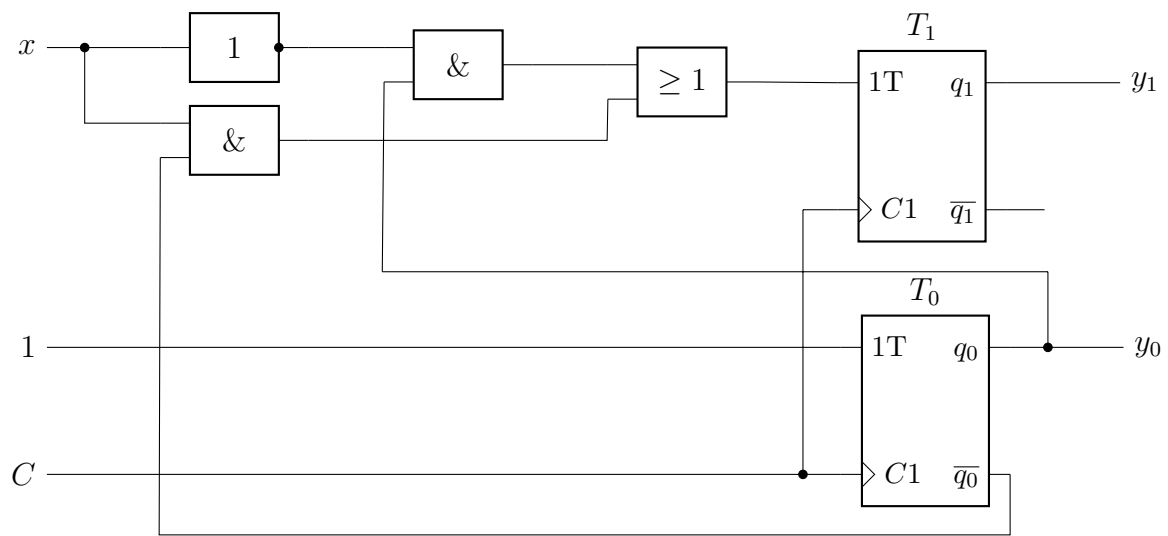 T₁
x
1
&
≥ 1
1T
q₁
y₁
&
C1
q̅₁̅
T₀
1
1T
q₀
y₀
C
C1
q̅₀̅